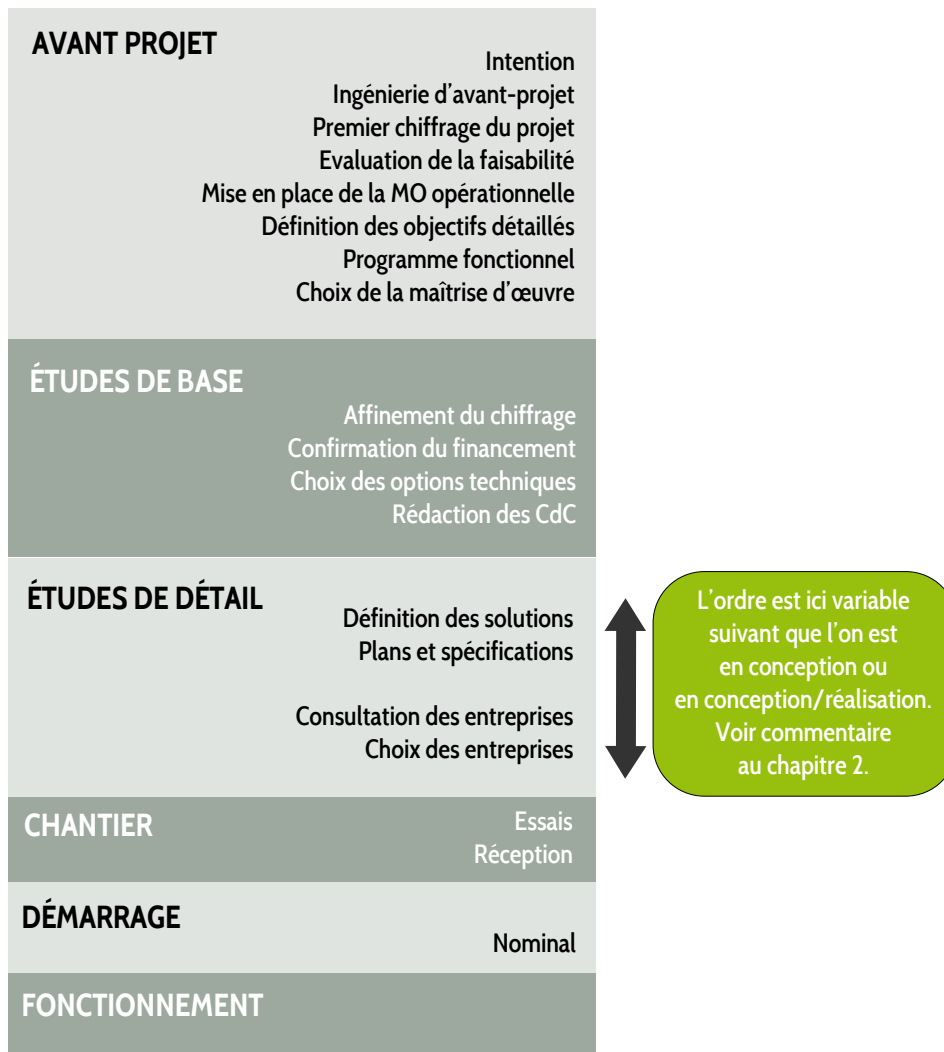 AVANT PROJET
Intention
Ingénierie d'avant-projet
Premier chiffrage du projet
Evaluation de la faisabilité
Mise en place de la MO opérationnelle
Définition des objectifs détaillés
Programme fonctionnel
Choix de la maîtrise d'œuvre
ÉTUDES DE BASE
Affinement du chiffrage
Confirmation du financement
Choix des options techniques
Rédaction des CdC
ÉTUDES DE DÉTAIL
Définition des solutions
Plans et spécifications
Consultation des entreprises
Choix des entreprises
L'ordre est ici variable
suivant que l'on est
en conception ou
en conception/réalisation.
Voir commentaire
au chapitre 2.
CHANTIER
Essais
Réception
DÉMARRAGE
Nominal
FONCTIONNEMENT